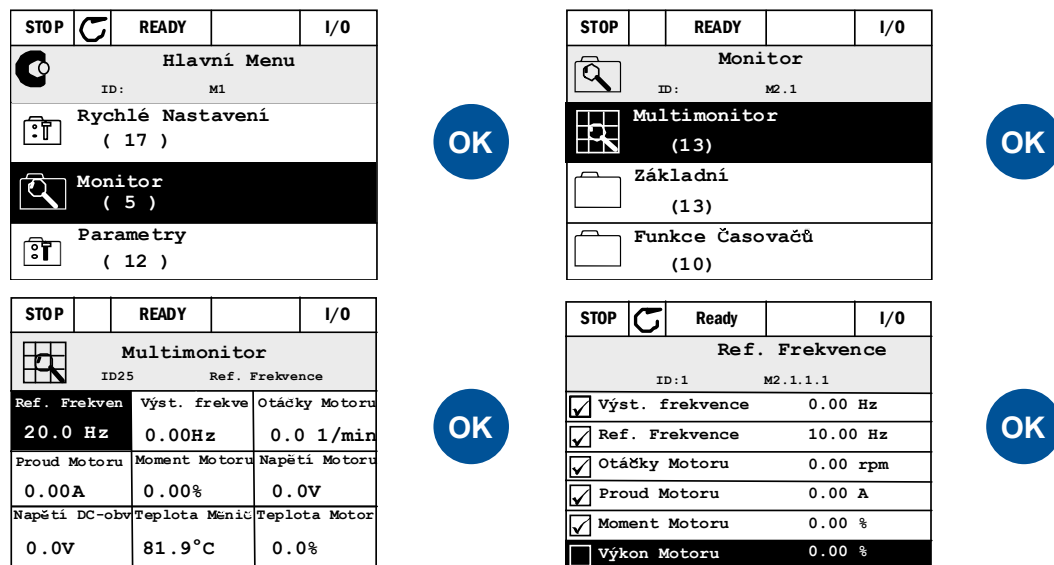 STOP READY I/0
Hlavní Menu
ID: M1
Rychlé Nastavení
( 17 )
Monitor
( 5 )
Parametry
( 12 )
OK
STOP READY I/0
Monitor
ID: M2.1
Multimonitor
(13)
Základní
(13)
Funkce Časovačů
(10)
OK
STOP READY I/0
Multimonitor
ID25 Ref. Frekvence
Ref. Frekven Výst. frekve Otáčky Motoru
20.0 Hz 0.00Hz 0.0 1/min
Proud Motoru Moment Motoru Napětí Motoru
0.00A 0.00% 0.0V
Napětí DC-obv Teplota Měnič Teplota Motor
0.0V 81.9°C 0.0%
OK
STOP Ready I/0
Ref. Frekvence
ID:1 M2.1.1.1
Výst. frekvence 0.00 Hz
Ref. Frekvence 10.00 Hz
Otáčky Motoru 0.00 rpm
Proud Motoru 0.00 A
Moment Motoru 0.00 %
Výkon Motoru 0.00 %
OK